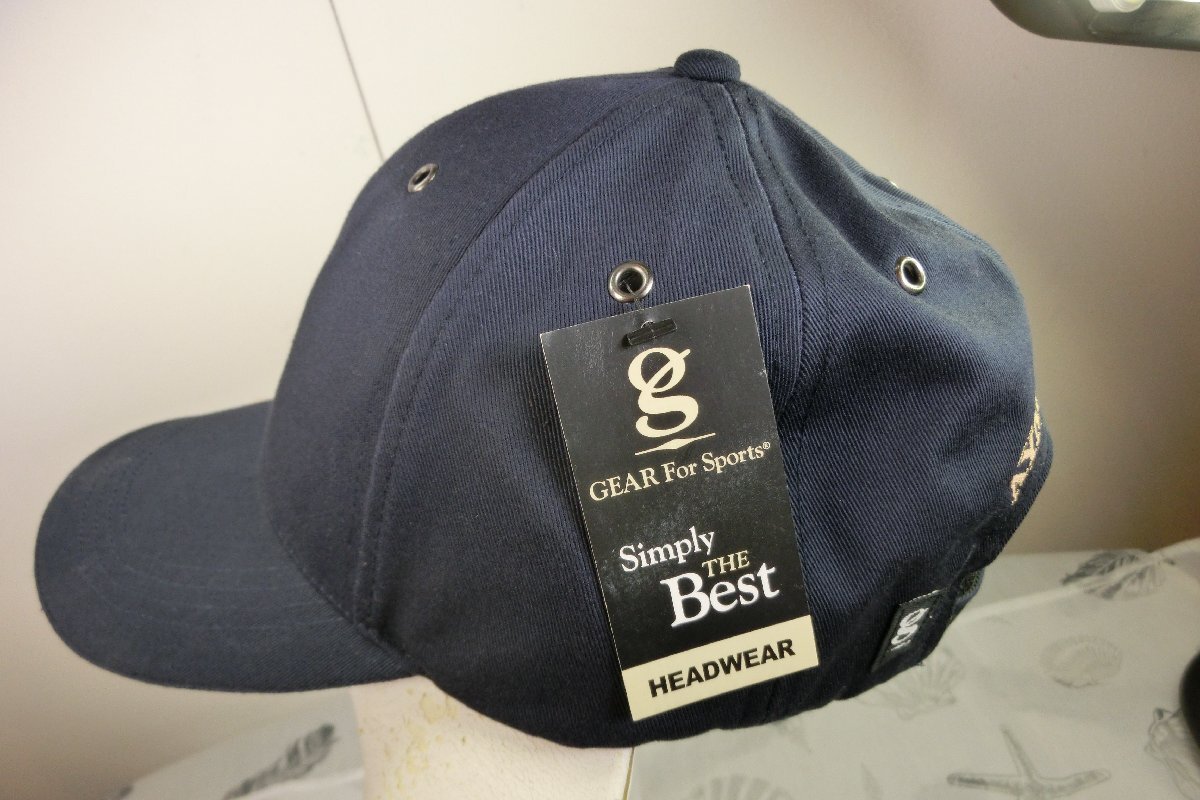 g
GEAR For Sports®
Simply
THE
Best
HEADWEAR
g